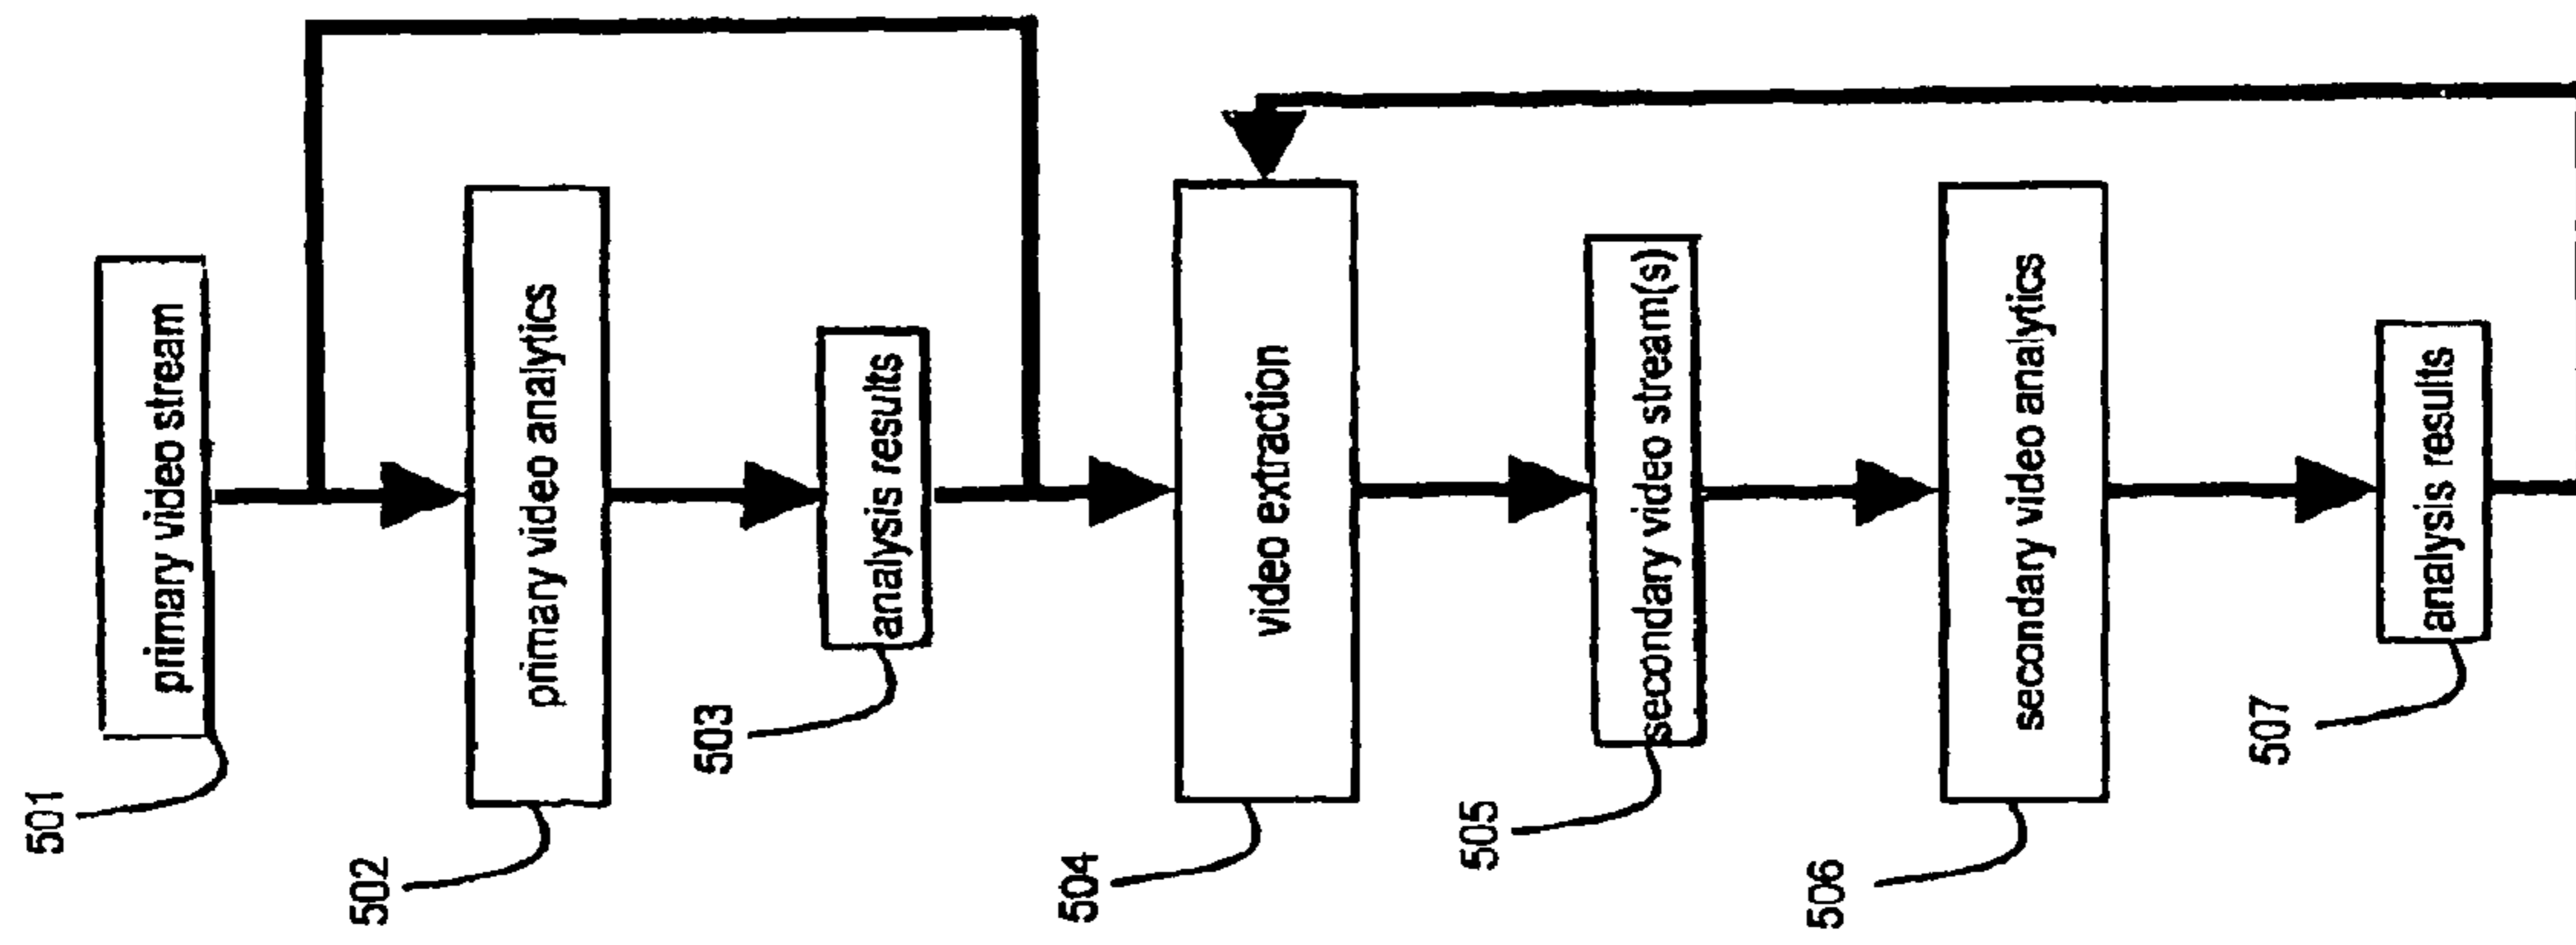 501
primary video stream
502
primary video analytics
503
analysis results
504
video extraction
505
secondary video stream(s)
506
secondary video analytics
507
analysis results